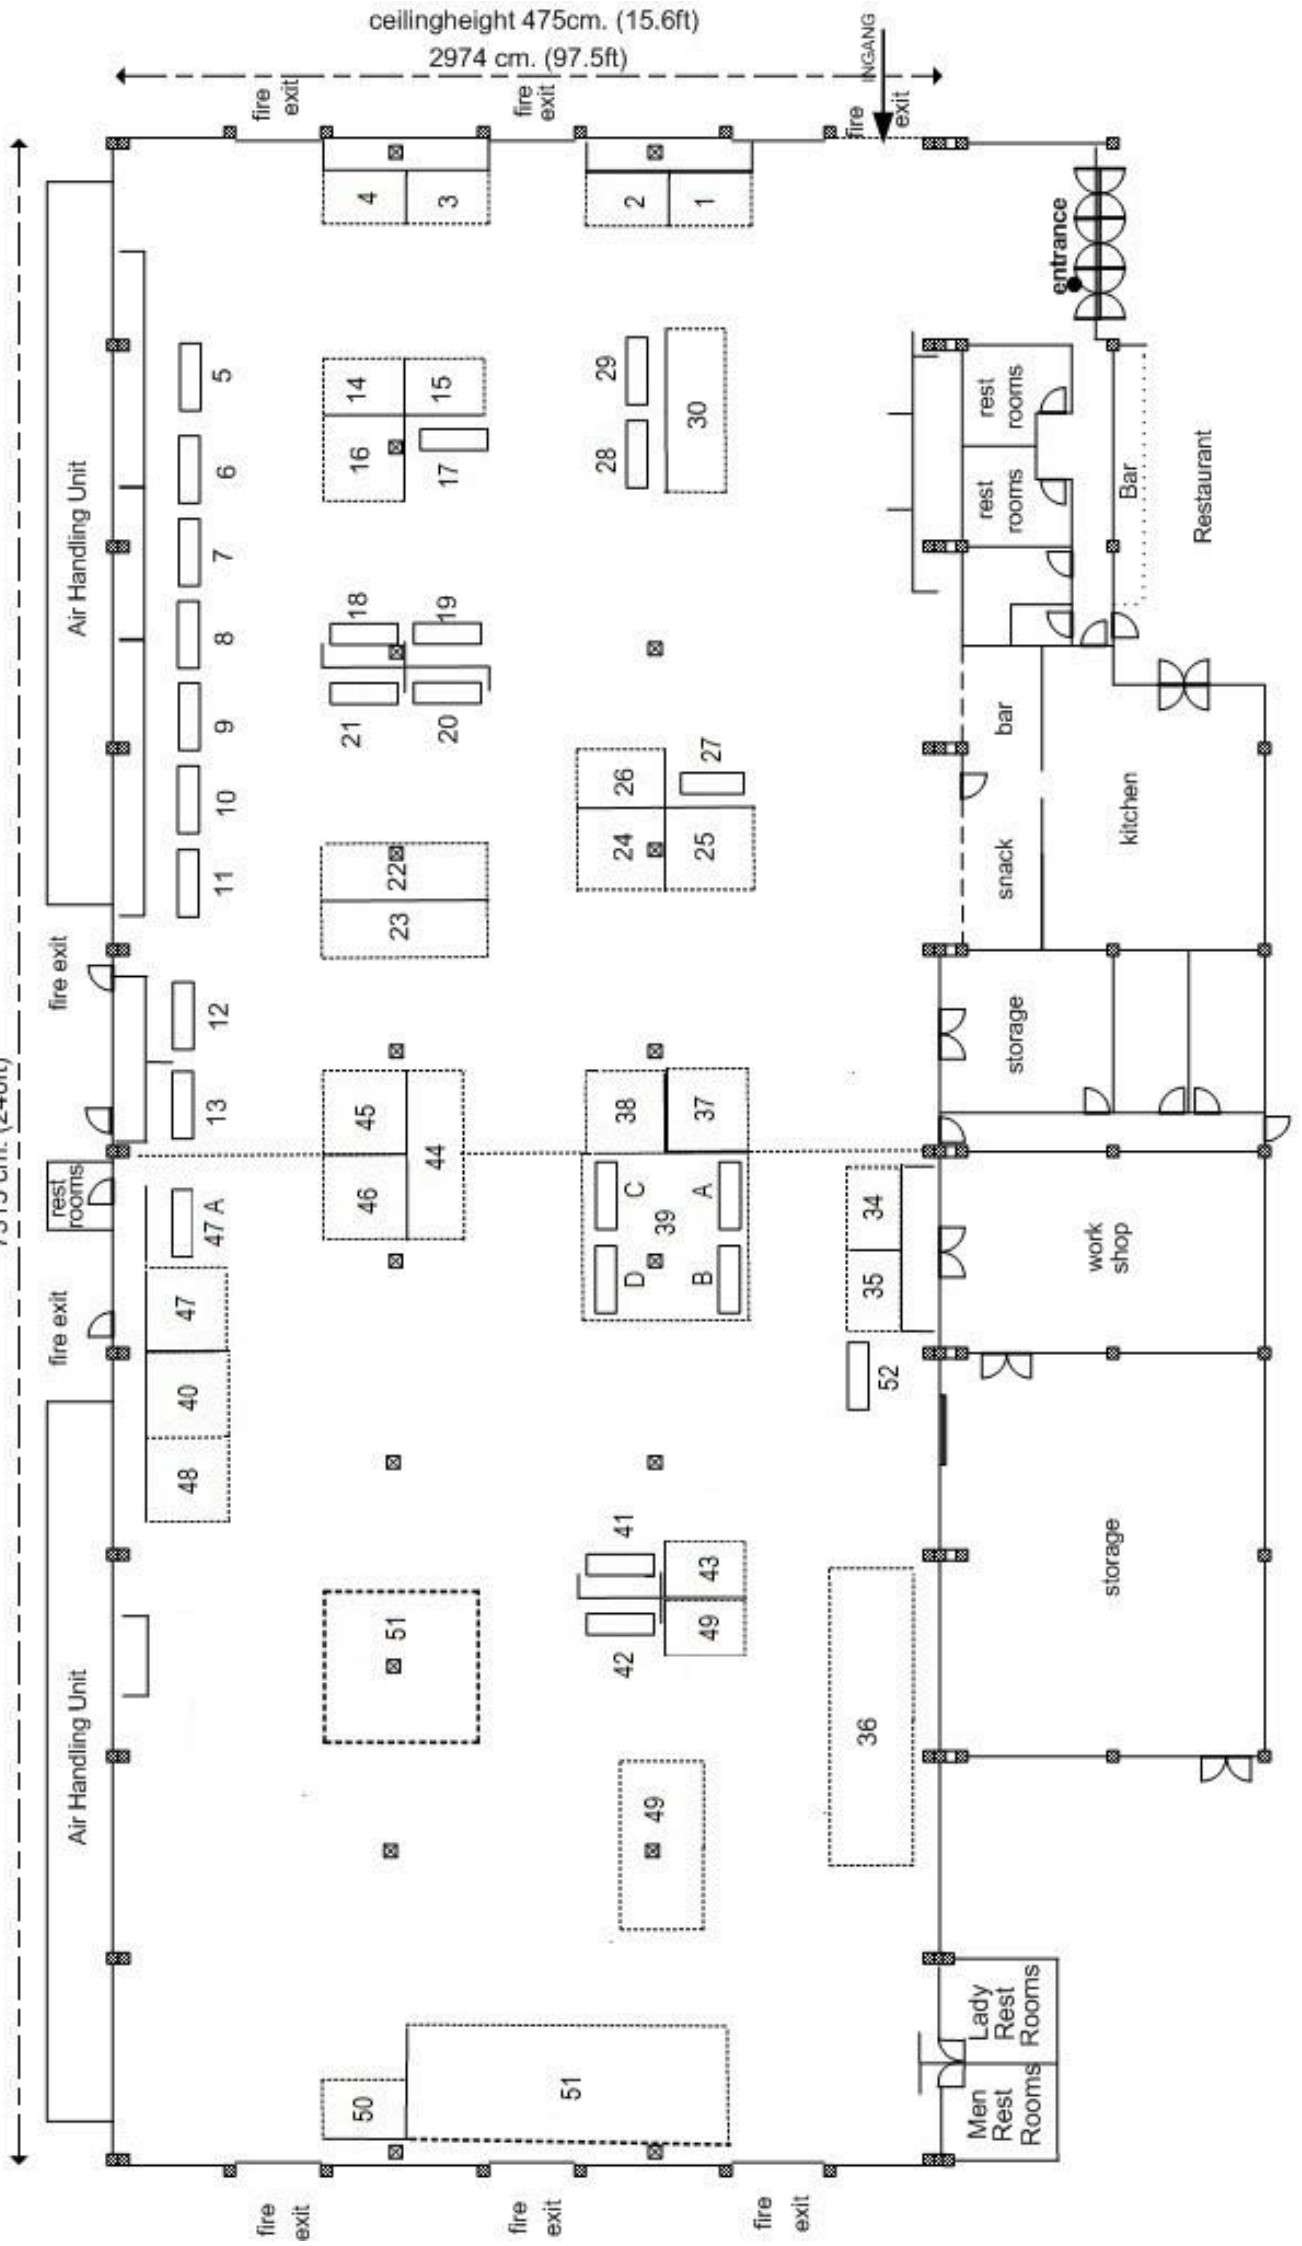 ceilingheight 475cm. (15.6ft)
2974 cm. (97.5ft)
INGANG
fire
exit
fire
exit
fire
exit
4
3
2
1
entrance
Air Handling Unit
5
6
7
8
9
10
11
14
15
16
17
29
28
30
rest
rooms
rest
rooms
Bar
Restaurant
18
19
21
20
26
27
24
25
22
23
bar
snack
kitchen
fire exit
12
13
storage
45
44
46
38
37
rest
rooms
47 A
C
A
39
D
B
34
35
work
shop
fire exit
47
40
48
52
41
43
42
49
storage
Air Handling Unit
51
36
49
50
51
Lady
Rest
Rooms
Men
Rest
Rooms
fire
exit
fire
exit
fire
exit